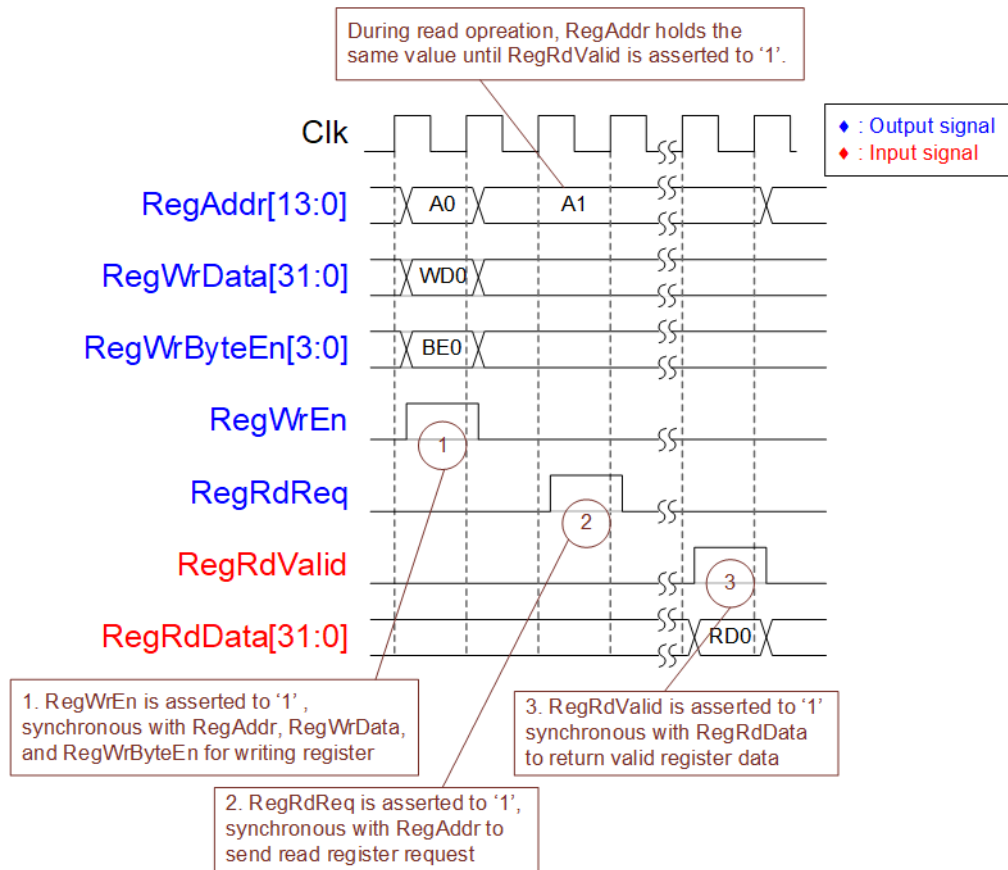 During read opreation, RegAddr holds the
same value until RegRdValid is asserted to ‘1’.
Clk
♦ : Output signal
♦ : Input signal
RegAddr[13:0]
A0
A1
RegWrData[31:0]
WD0
RegWrByteEn[3:0]
BE0
RegWrEn
1
RegRdReq
2
RegRdValid
3
RegRdData[31:0]
RD0
1. RegWrEn is asserted to ‘1’ ,
synchronous with RegAddr, RegWrData,
and RegWrByteEn for writing register
3. RegRdValid is asserted to ‘1’
synchronous with RegRdData
to return valid register data
2. RegRdReq is asserted to ‘1’,
synchronous with RegAddr to
send read register request